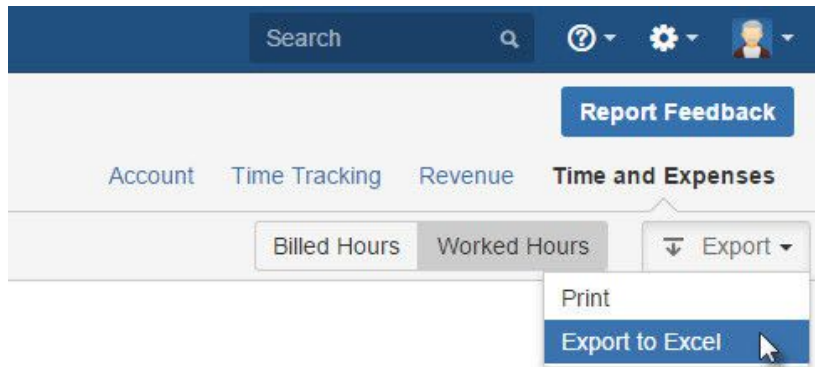 Search
Report Feedback
Account Time Tracking Revenue Time and Expenses
Billed Hours Worked Hours Export
Print
Export to Excel